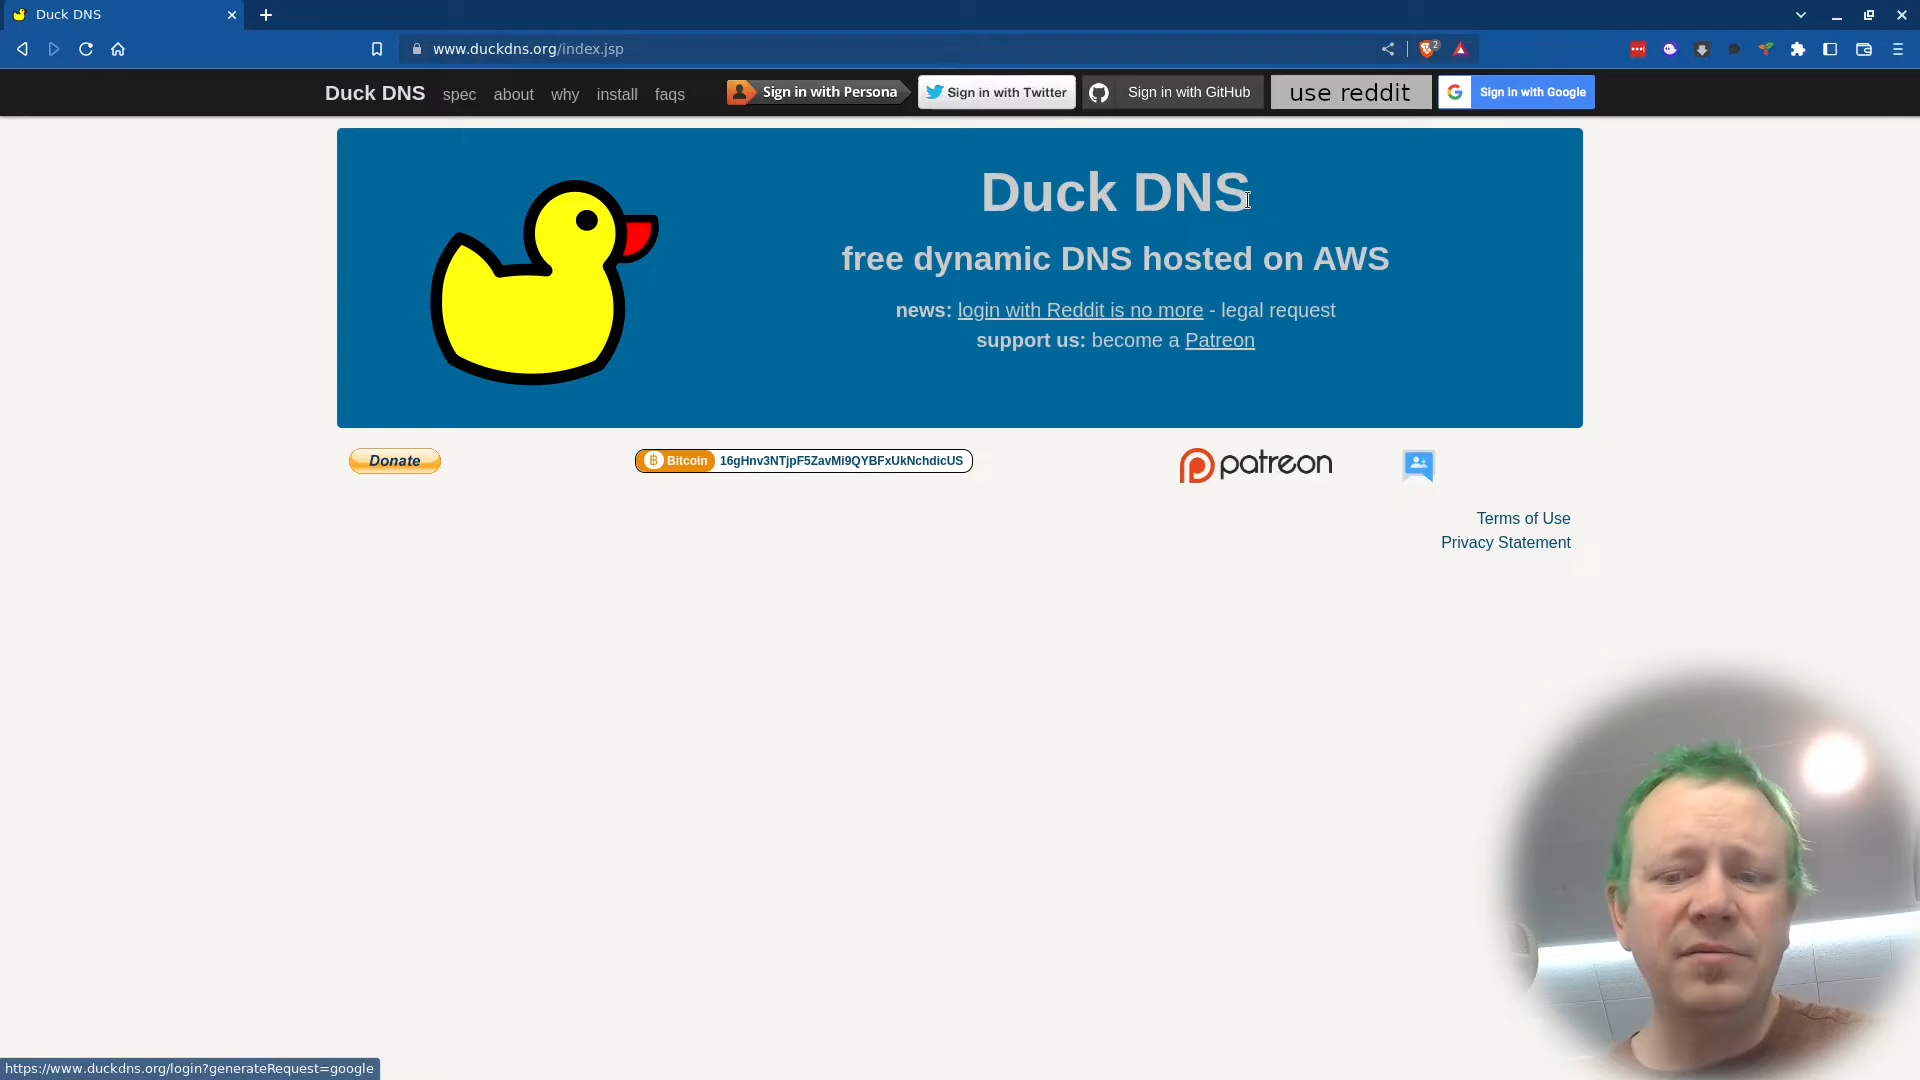 Duck DNS
www.duckdns.org/index.jsp
2
Duck DNS spec about why install faqs Sign in with Persona Sign in with Twitter Sign in with GitHub use reddit G Sign in with Google
Duck DNS
free dynamic DNS hosted on AWS
news: login with Reddit is no more - legal request
support us: become a Patreon
Donate Bitcoin 16gHnv3NTjpF5ZavMi9QYBFxUkNchdicUS patreon
Terms of Use
Privacy Statement
https://www.duckdns.org/login?generateRequest=google